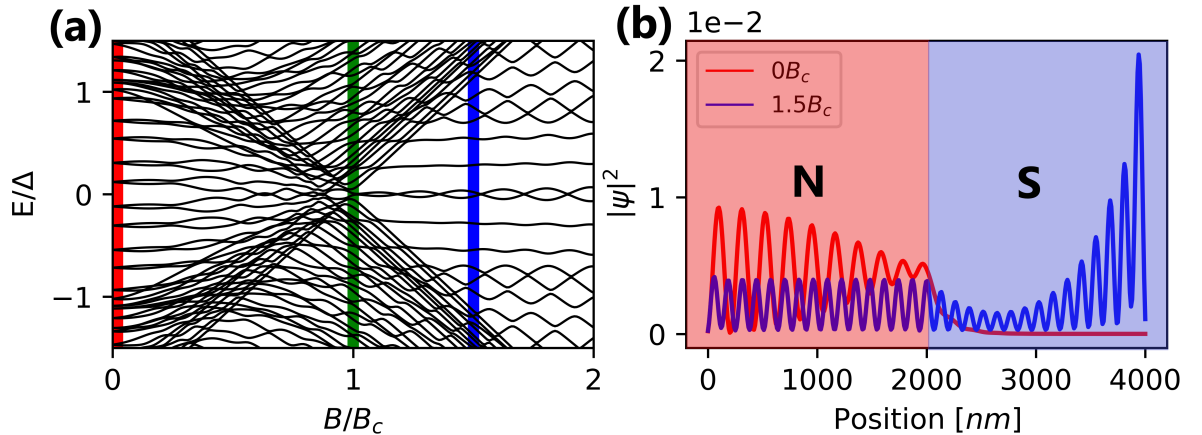 (a)
1
0
−1
E/Δ
0
1
2
B/B_c
(b)
1e−2
2
1
0
|ψ|²
0B_c
1.5B_c
N
S
0
1000
2000
3000
4000
Position [nm]